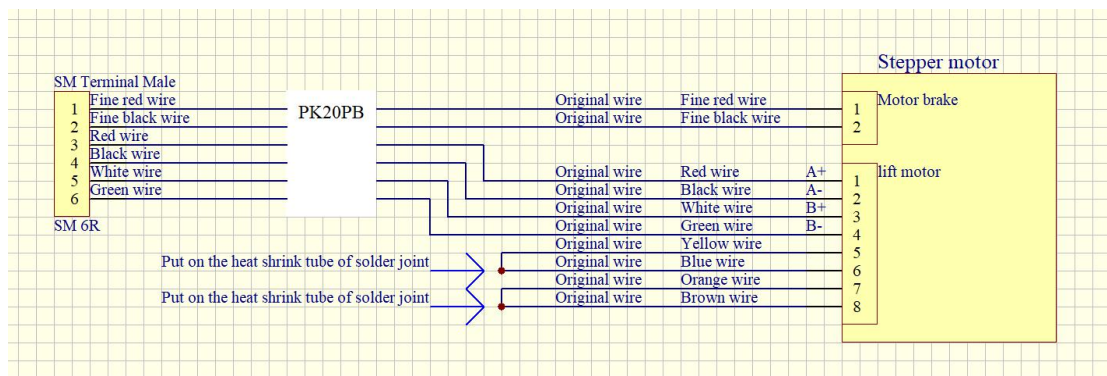 Stepper motor
SM Terminal Male
1 Fine red wire
2 Fine black wire
3 Red wire
4 Black wire
5 White wire
6 Green wire
SM 6R
PK20PB
Original wire Fine red wire 1 Motor brake
Original wire Fine black wire 2
Original wire Red wire A+ 1 lift motor
Original wire Black wire A- 2
Original wire White wire B+ 3
Original wire Green wire B- 4
Original wire Yellow wire 5
Put on the heat shrink tube of solder joint Original wire Blue wire 6
Original wire Orange wire 7
Put on the heat shrink tube of solder joint Original wire Brown wire 8